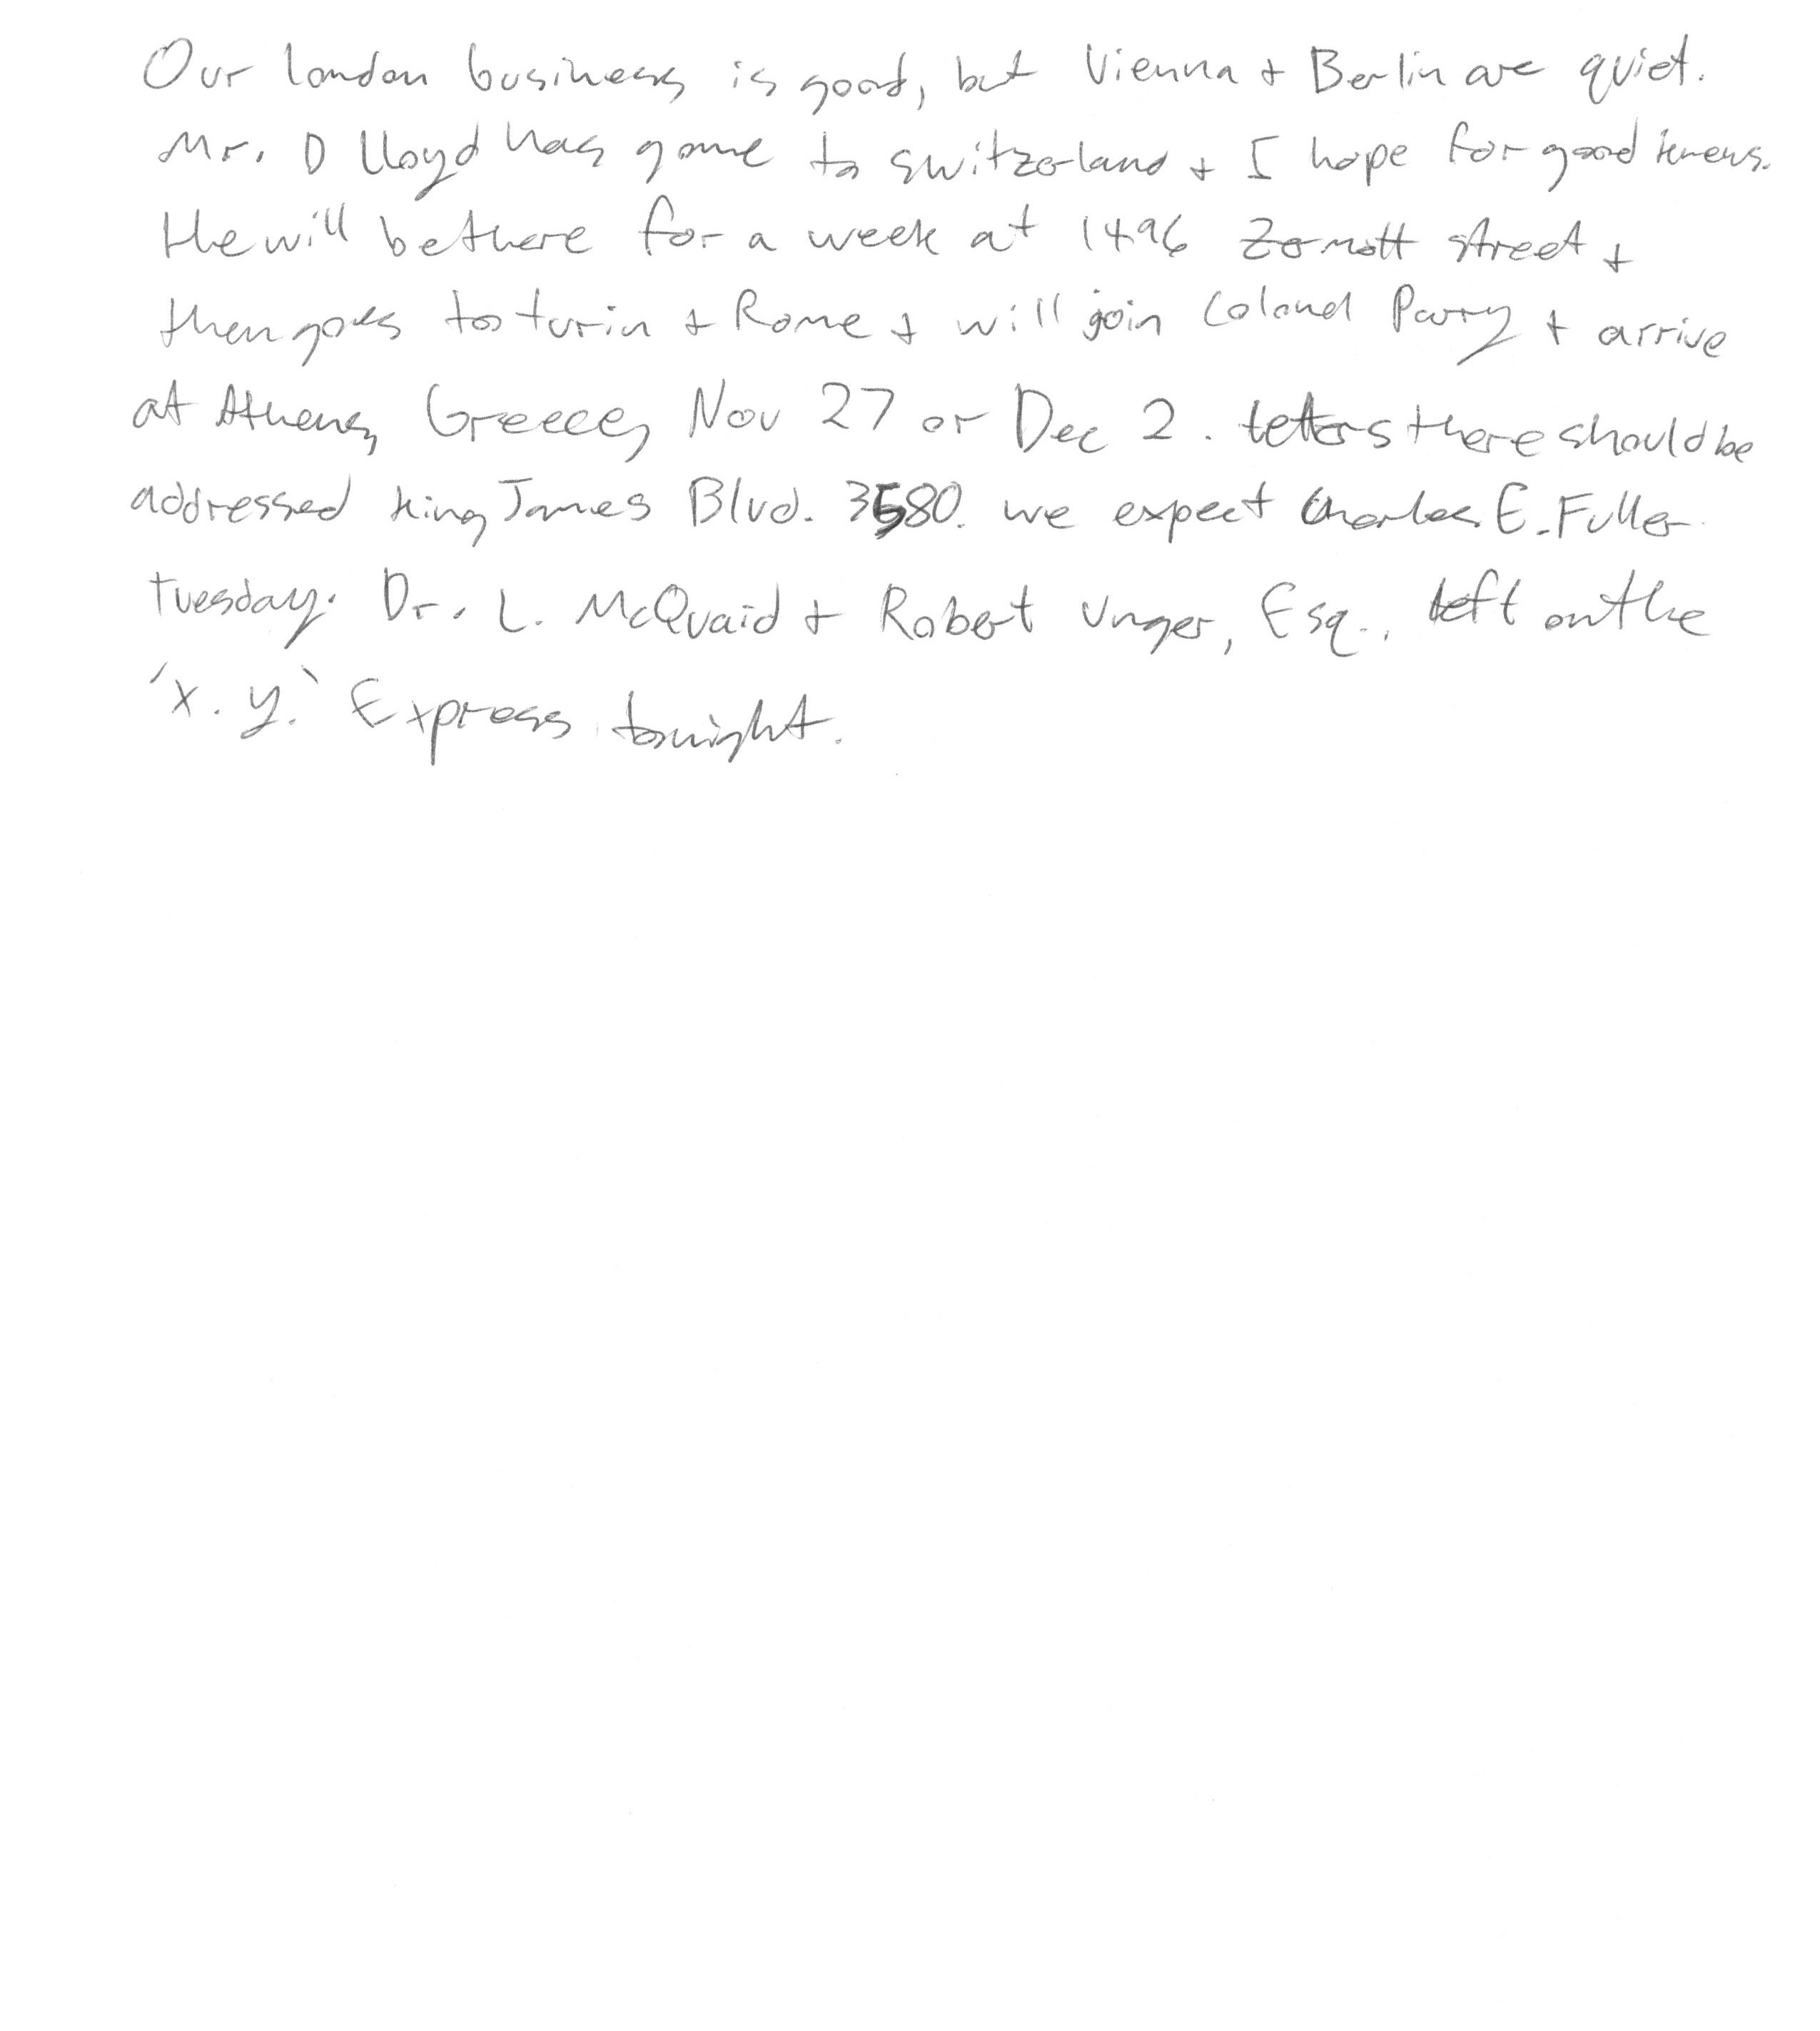 Our london business is good, but Vienna + Berlin are quiet.
Mr. D Lloyd has gone to switzerland + I hope for good news.
He will be there for a week at 1496 Zermott street +
then goes to turin + Rome + will join Colonel Parry + arrive
at Athens, Greece, Nov 27 or Dec 2. letters there should be
addressed king James Blvd. 3580. we expect Charles E. Fuller
Tuesday. Dr. L. McQuaid + Robert Unger, Esq., left on the
'X. Y.' Express tonight.